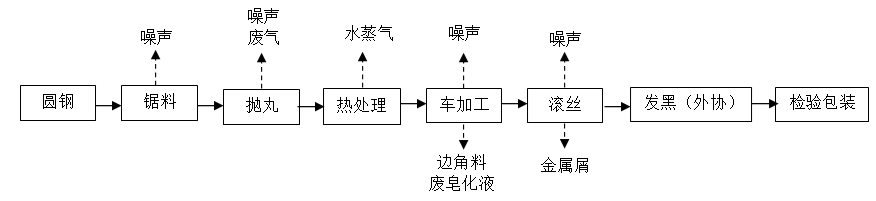 噪声
噪声
废气
水蒸气
噪声
噪声
圆钢
锯料
抛丸
热处理
车加工
滚丝
发黑（外协）
检验包装
边角料
废皂化液
金属屑